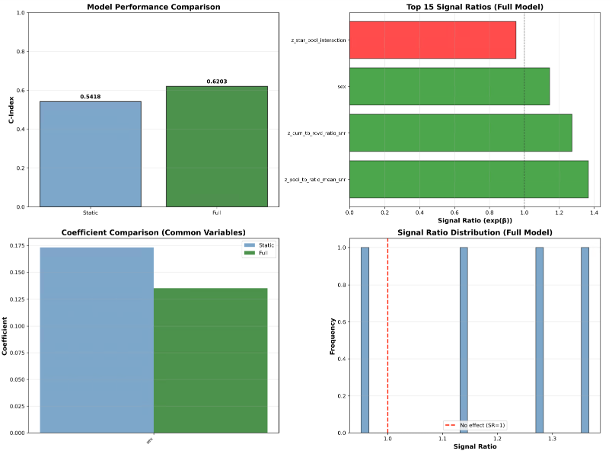 Model Performance Comparison
1.0
0.8
0.6
0.4
0.2
0.0
C-Index
0.5418
0.6203
Static
Full
Top 15 Signal Ratios (Full Model)
sex
0.0
0.2
0.4
0.6
0.8
1.0
1.2
1.4
Signal Ratio (exp(β))
Coefficient Comparison (Common Variables)
0.175
0.150
0.125
0.100
0.075
0.050
0.025
0.000
Coefficient
Static
Full
sex
Signal Ratio Distribution (Full Model)
1.0
0.8
0.6
0.4
0.2
0.0
Frequency
No effect (SR=1)
1.0
1.1
1.2
1.3
Signal Ratio